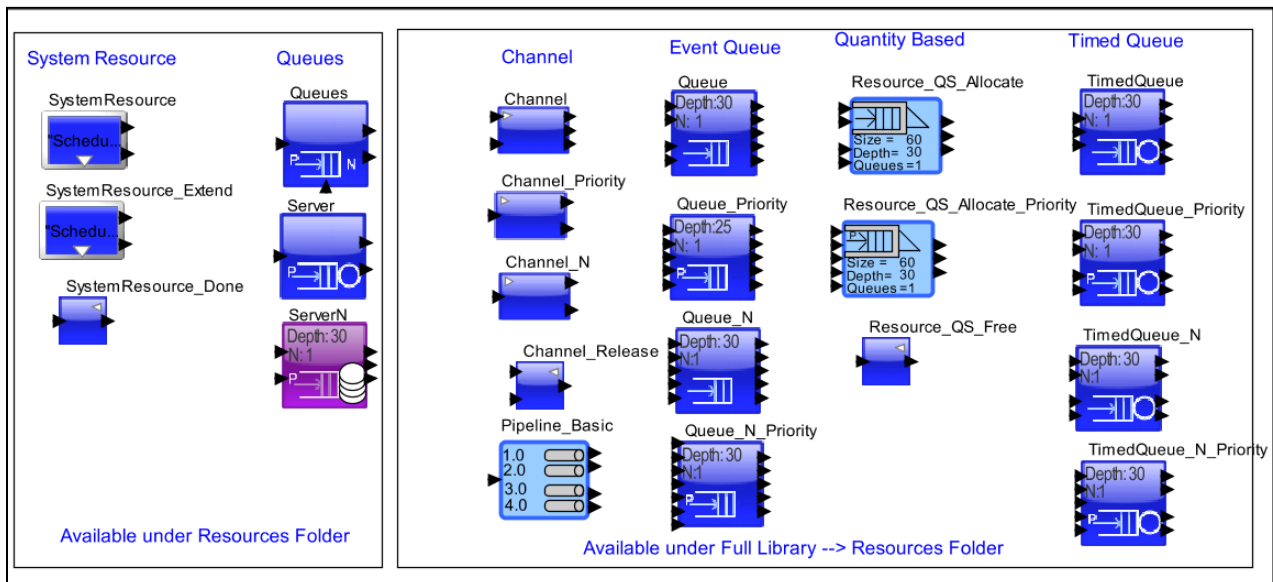 System Resource
SystemResource
"Schedu...
SystemResource_Extend
"Schedu...
SystemResource_Done
Queues
Queues
P
N
Server
P
ServerN
Depth:30
N: 1
P
Available under Resources Folder
Channel
Channel
Channel_Priority
Channel_N
Channel_Release
Pipeline_Basic
1.0
2.0
3.0
4.0
Event Queue
Queue
Depth:30
N: 1
Queue_Priority
Depth:25
N: 1
P
Queue_N
Depth:30
N:1
Queue_N_Priority
Depth:30
N:1
P
Quantity Based
Resource_QS_Allocate
Size = 60
Depth= 30
Queues =1
Resource_QS_Allocate_Priority
P
Size = 60
Depth= 30
Queues =1
Resource_QS_Free
Timed Queue
TimedQueue
Depth:30
N: 1
TimedQueue_Priority
Depth:30
N: 1
P
TimedQueue_N
Depth:30
N:1
TimedQueue_N_Priority
Depth:30
N:1
P
Available under Full Library --> Resources Folder